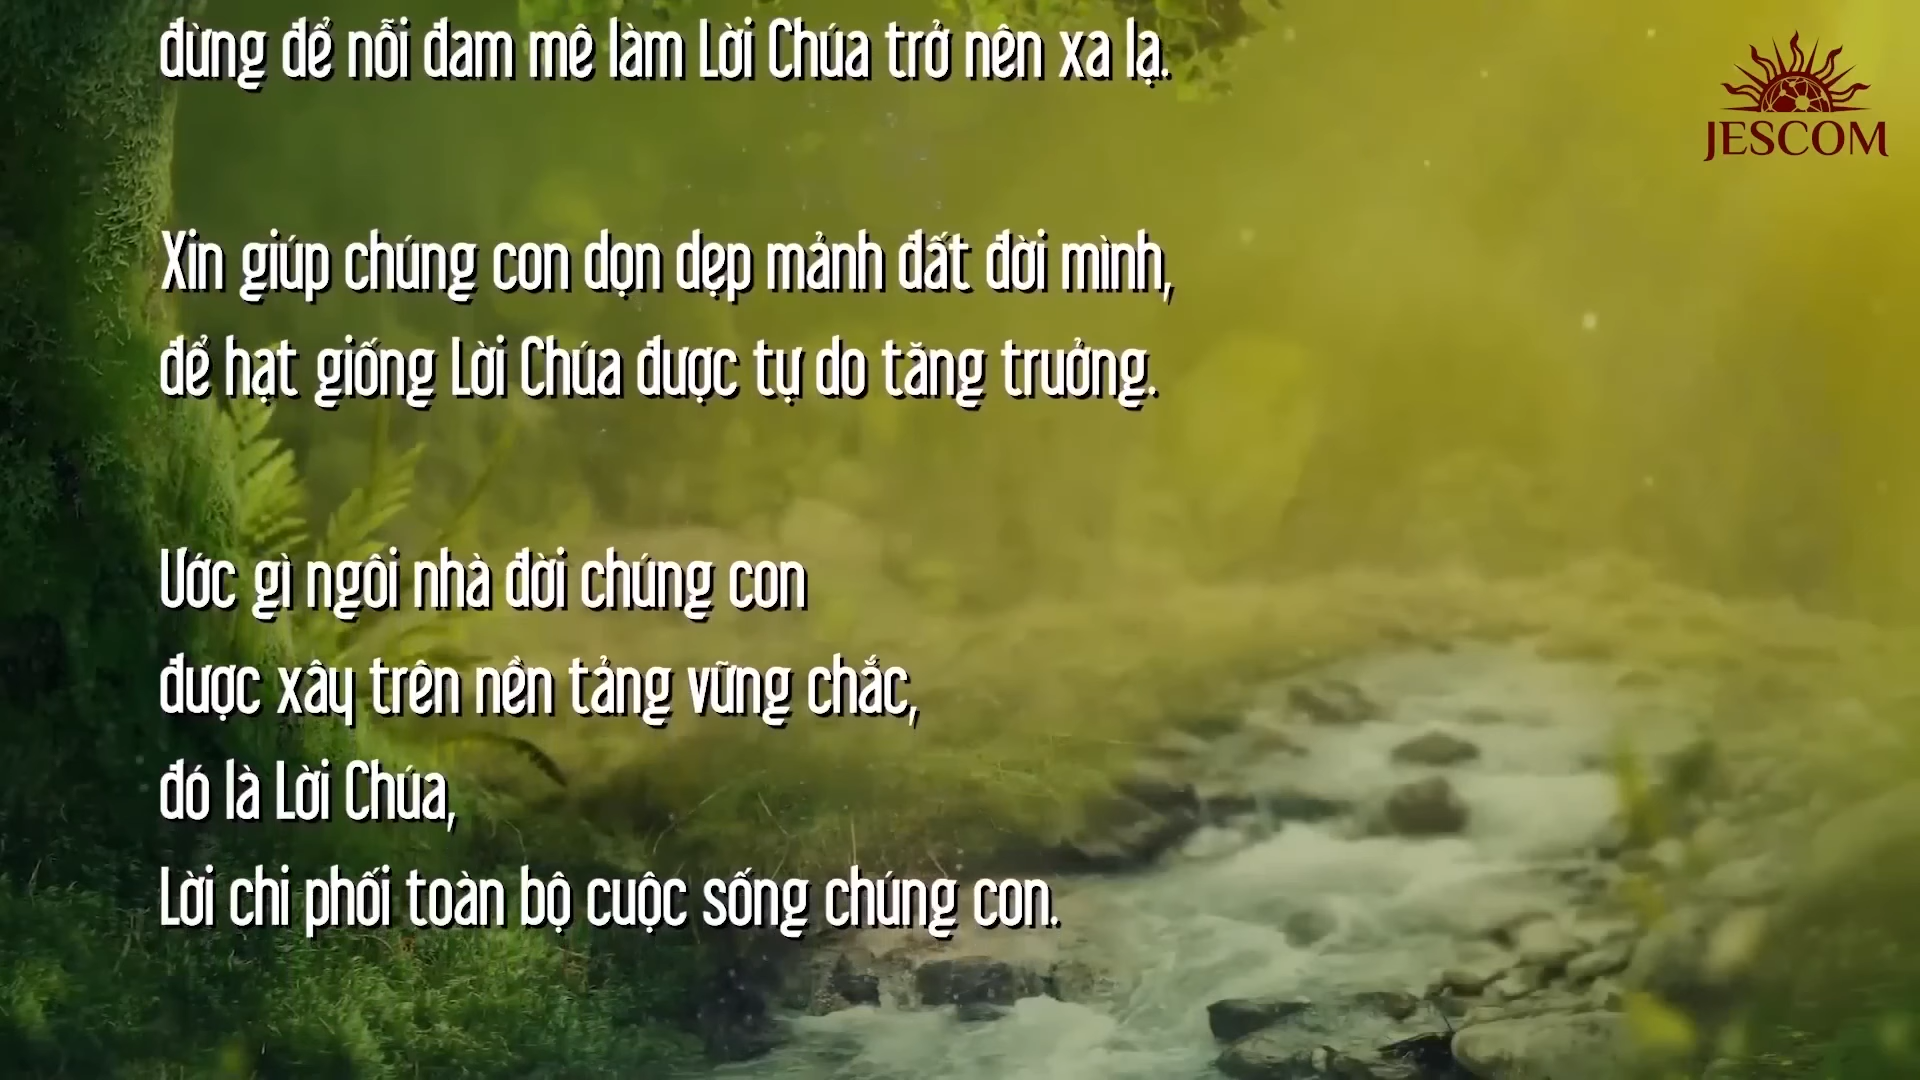 đừng để nỗi đam mê làm Lời Chúa trở nên xa lạ.
JESCOM
Xin giúp chúng con dọn dẹp mảnh đất đời mình,
để hạt giống Lời Chúa được tự do tăng trưởng.
Ước gì ngôi nhà đời chúng con
được xây trên nền tảng vững chắc,
đó là Lời Chúa,
Lời chi phối toàn bộ cuộc sống chúng con.